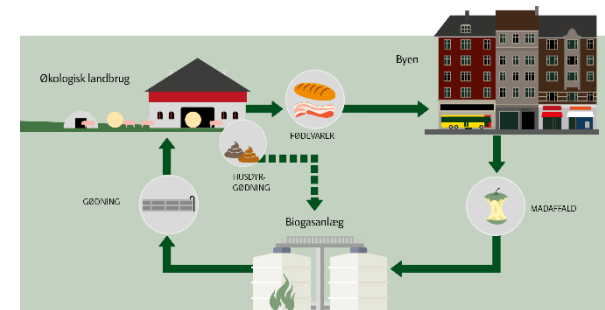 Økologisk landbrug
Byen
FØDEVARER
HUSDYR-
GØDNING
GØDNING
MADAFFALD
Biogasanlæg